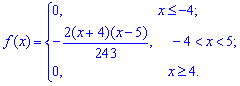 f(x) = { 0, x ≤ -4;
-2(x+4)(x-5)/243, -4 < x < 5;
0, x ≥ 4.